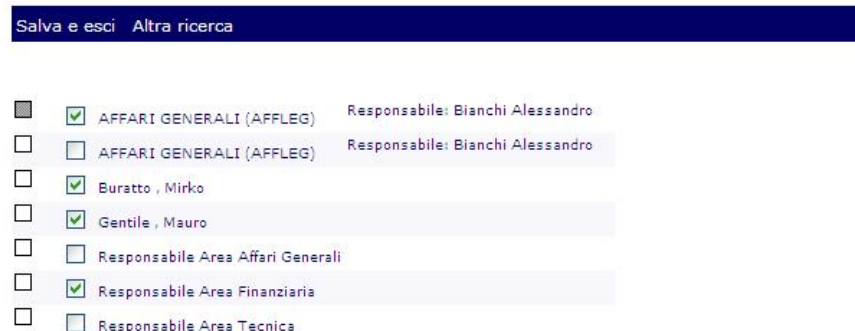 Salva e esci Altra ricerca
AFFARI GENERALI (AFFLEG) Responsabile: Bianchi Alessandro
AFFARI GENERALI (AFFLEG) Responsabile: Bianchi Alessandro
Buratto , Mirko
Gentile , Mauro
Responsabile Area Affari Generali
Responsabile Area Finanziaria
Responsabile Area Tecnica